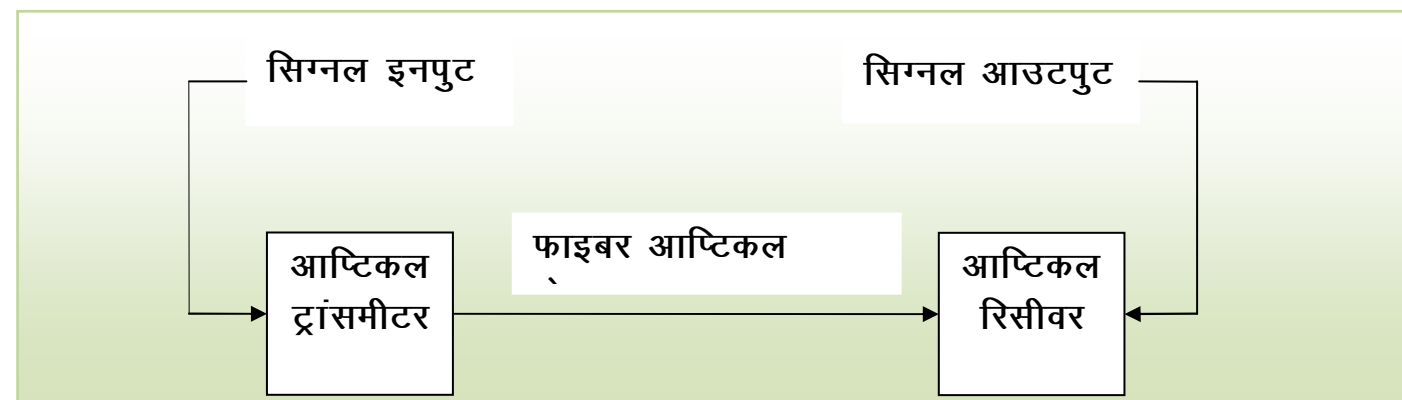 सिग्नल इनपुट
सिग्नल आउटपुट
फाइबर आप्टिकल
आप्टिकल
ट्रांसमीटर
आप्टिकल
रिसीवर